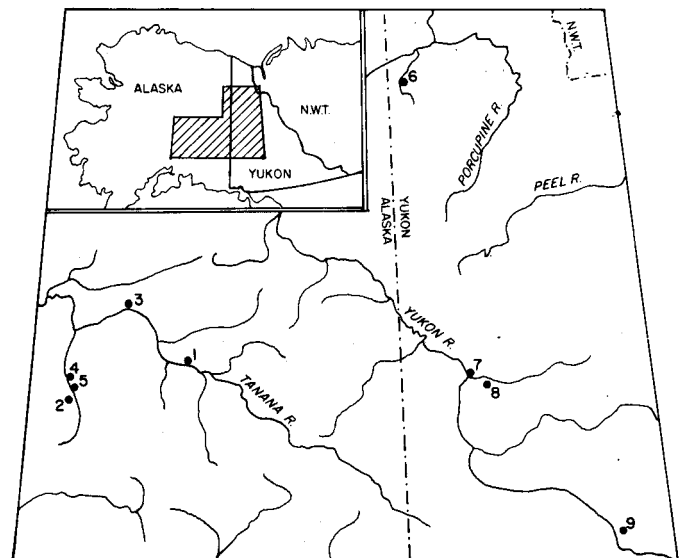 ALASKA
N.W.T.
YUKON
N.W.T.
6
PORCUPINE R.
PEEL R.
YUKON
ALASKA
3
YUKON R.
1
7
4
5
8
2
TANANA R.
9